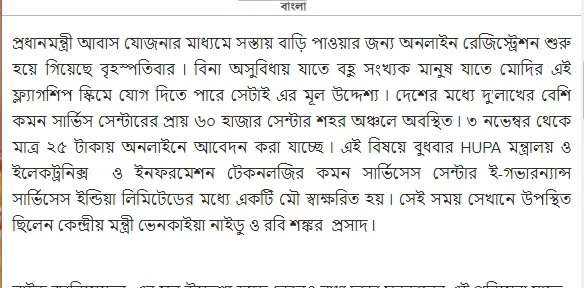 বাংলা
প্রধানমন্ত্রী আবাস যোজনার মাধ্যমে সস্তায় বাড়ি পাওয়ার জন্য অনলাইন রেজিস্ট্রেশন শুরু
হয়ে গিয়েছে বৃহস্পতিবার। বিনা অসুবিধায় যাতে বহু সংখ্যক মানুষ যাতে মোদির এই
ফ্ল্যাগশিপ স্কিমে যোগ দিতে পারে সেটাই এর মূল উদ্দেশ্য। দেশের মধ্যে দু'লাখের বেশি
কমন সার্ভিস সেন্টারের প্রায় ৬০ হাজার সেন্টার শহর অঞ্চলে অবস্থিত। ৩ নভেম্বর থেকে
মাত্র ২৫ টাকায় অনলাইনে আবেদন করা যাচ্ছে। এই বিষয়ে বুধবার HUPA মন্ত্রালয় ও
ইলেকট্রনিক্স ও ইনফরমেশন টেকনলজির কমন সার্ভিসেস সেন্টার ই-গভারন্যান্স
সার্ভিসেস ইন্ডিয়া লিমিটেডের মধ্যে একটি মৌ স্বাক্ষরিত হয়। সেই সময় সেখানে উপস্থিত
ছিলেন কেন্দ্রীয় মন্ত্রী ভেনকাইয়া নাইডু ও রবি শঙ্কর প্রসাদ।